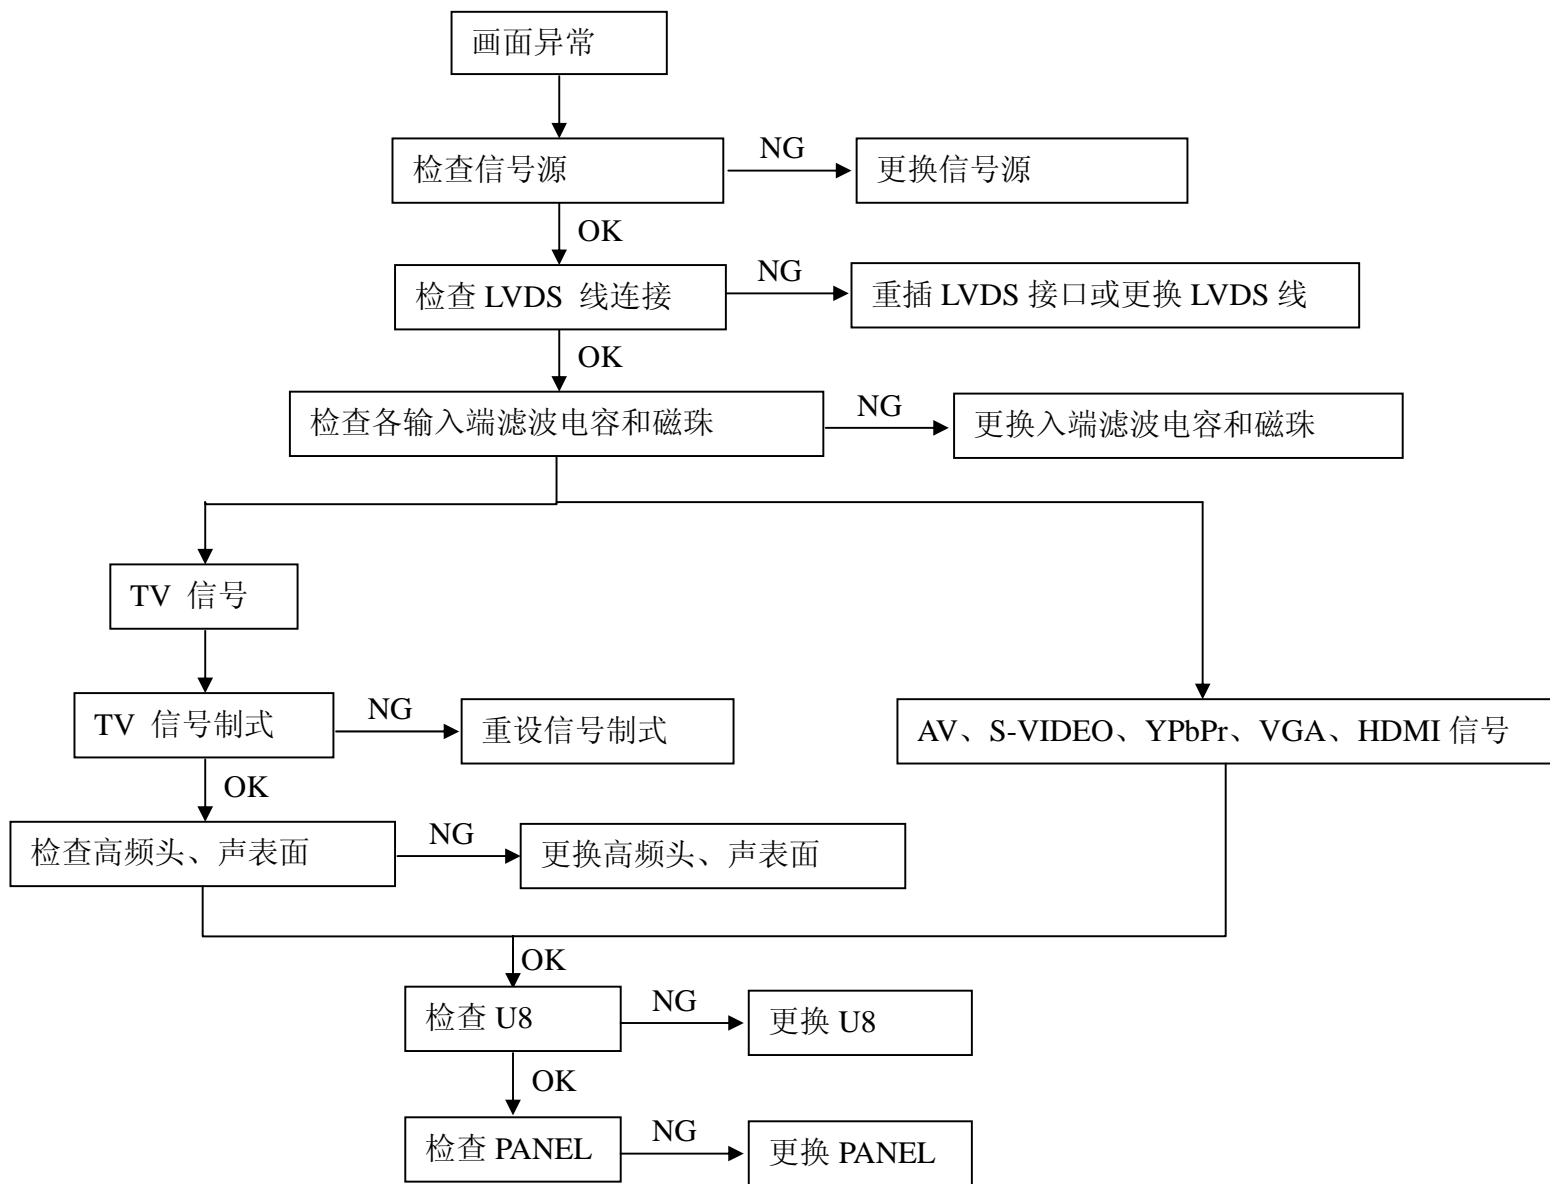 画面异常
检查信号源
NG
更换信号源
OK
检查 LVDS 线连接
NG
重插 LVDS 接口或更换 LVDS 线
OK
检查各输入端滤波电容和磁珠
NG
更换入端滤波电容和磁珠
TV 信号
TV 信号制式
NG
重设信号制式
AV、S-VIDEO、YPbPr、VGA、HDMI 信号
OK
检查高频头、声表面
NG
更换高频头、声表面
OK
检查 U8
NG
更换 U8
OK
检查 PANEL
NG
更换 PANEL